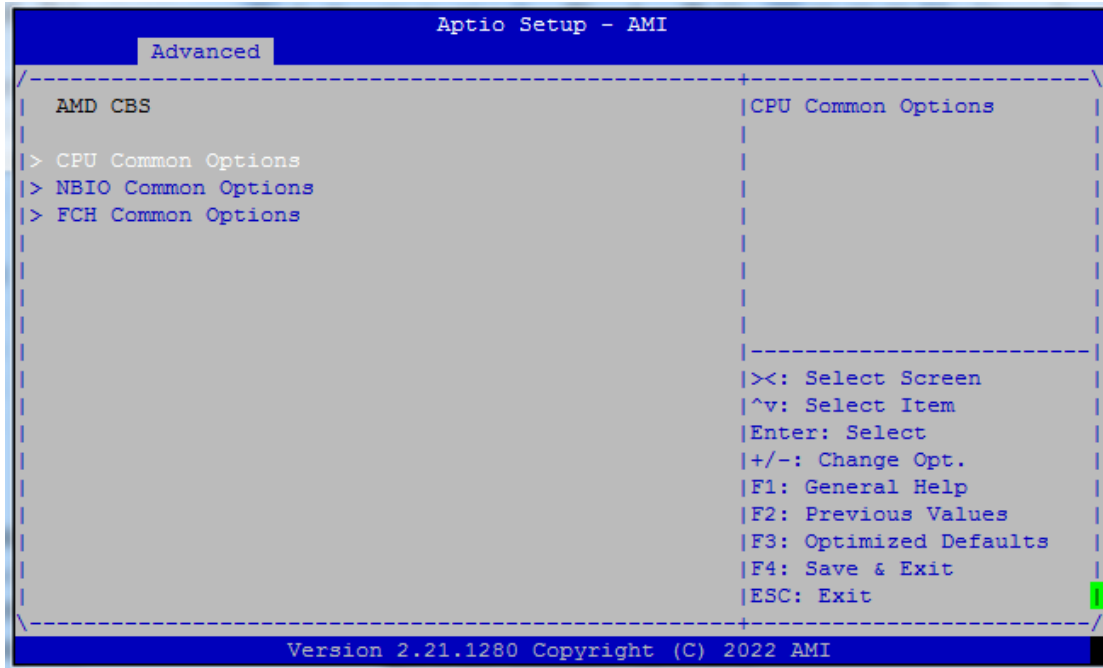 Aptio Setup - AMI
Advanced
AMD CBS
> CPU Common Options
> NBIO Common Options
> FCH Common Options
CPU Common Options
><: Select Screen
^v: Select Item
Enter: Select
+/-: Change Opt.
F1: General Help
F2: Previous Values
F3: Optimized Defaults
F4: Save & Exit
ESC: Exit
Version 2.21.1280 Copyright (C) 2022 AMI